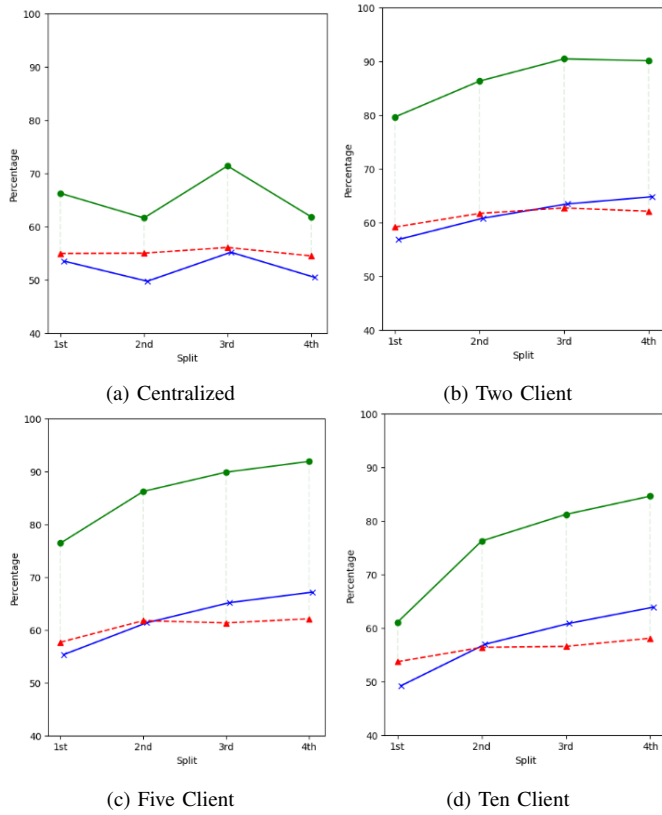 100
90
80
70
60
50
40
Percentage
1st 2nd 3rd 4th
Split
(a) Centralized
100
90
80
70
60
50
40
Percentage
1st 2nd 3rd 4th
Split
(b) Two Client
100
90
80
70
60
50
40
Percentage
1st 2nd 3rd 4th
Split
(c) Five Client
100
90
80
70
60
50
40
Percentage
1st 2nd 3rd 4th
Split
(d) Ten Client